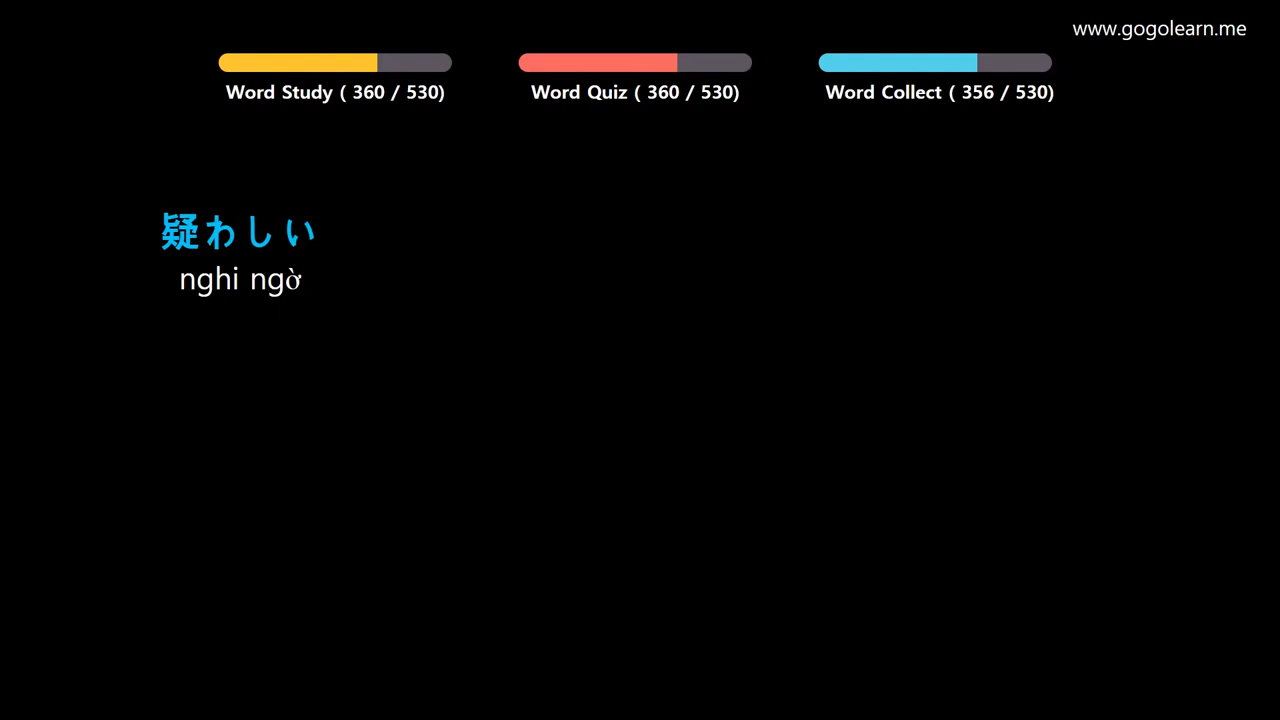 www.gogolearn.me
Word Study ( 360 / 530)
Word Quiz ( 360 / 530)
Word Collect ( 356 / 530)
疑わしい
nghi ngờ